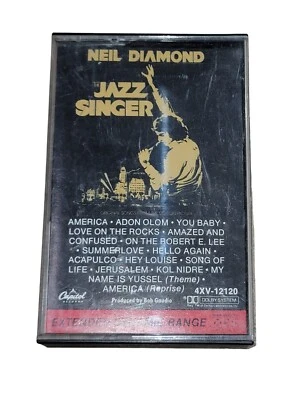 NEIL DIAMOND
JAZZ
SINGER
AMERICA • ADON OLOM • YOU BABY •
LOVE ON THE ROCKS • AMAZED AND
CONFUSED • ON THE ROBERT E. LEE
• SUMMERLOVE • HELLO AGAIN •
ACAPULCO • HEY LOUISE • SONG OF
LIFE • JERUSALEM • KOL NIDRE • MY
NAME IS YUSSEL (Theme) •
AMERICA (Reprise)
4XV-12120
Capitol
Produced by Bob Gaudio
DOLBY SYSTEM
RANGE